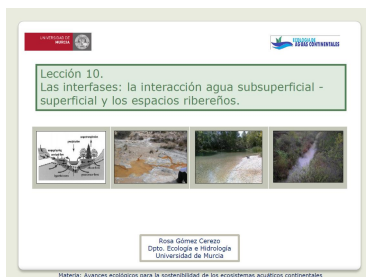 UNIVERSIDAD DE
MURCIA
ECOLOGÍA DE
AGUAS CONTINENTALES
Lección 10.
Las interfases: la interacción agua subsuperficial -
superficial y los espacios ribereños.
Rosa Gómez Cerezo
Dpto. Ecología e Hidrología
Universidad de Murcia
Materia: Avances ecológicos para la sostenibilidad de los ecosistemas acuáticos continentales